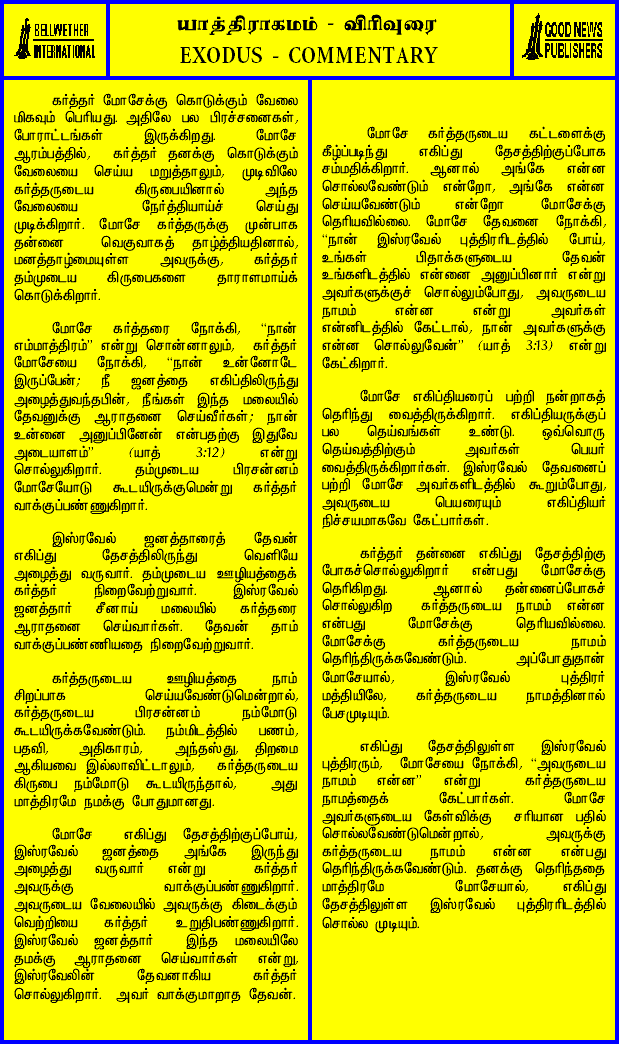 BELLWETHER
INTERNATIONAL
யாத்திராகமம் - விரிவுரை
EXODUS - COMMENTARY
GOOD NEWS
PUBLISHERS
கர்த்தர் மோசேக்கு கொடுக்கும் வேலை
மிகவும் பெரியது. அதிலே பல பிரச்சனைகள்,
போராட்டங்கள் இருக்கிறது. மோசே
ஆரம்பத்தில், கர்த்தர் தனக்கு கொடுக்கும்
வேலையை செய்ய மறுத்தாலும், முடிவிலே
கர்த்தருடைய கிருபையினால் அந்த
வேலையை நேர்த்தியாய்ச் செய்து
முடிக்கிறார். மோசே கர்த்தருக்கு முன்பாக
தன்னை வெகுவாகத் தாழ்த்தியதினால்,
மனத்தாழ்மையுள்ள அவருக்கு, கர்த்தர்
தம்முடைய கிருபைகளை தாராளமாய்க்
கொடுக்கிறார்.
மோசே கர்த்தரை நோக்கி, “நான்
எம்மாத்திரம்” என்று சொன்னாலும், கர்த்தர்
மோசேயை நோக்கி, “நான் உன்னோடே
இருப்பேன்; நீ ஜனத்தை எகிப்திலிருந்து
அழைத்துவந்தபின், நீங்கள் இந்த மலையில்
தேவனுக்கு ஆராதனை செய்வீர்கள்; நான்
உன்னை அனுப்பினேன் என்பதற்கு இதுவே
அடையாளம்” (யாத் 3:12) என்று
சொல்லுகிறார். தம்முடைய பிரசன்னம்
மோசேயோடு கூடயிருக்குமென்று கர்த்தர்
வாக்குப்பண்ணுகிறார்.
இஸ்ரவேல் ஜனத்தாரைத் தேவன்
எகிப்து தேசத்திலிருந்து வெளியே
அழைத்து வருவார். தம்முடைய ஊழியத்தைக்
கர்த்தர் நிறைவேற்றுவார். இஸ்ரவேல்
ஜனத்தார் சீனாய் மலையில் கர்த்தரை
ஆராதனை செய்வார்கள். தேவன் தாம்
வாக்குப்பண்ணியதை நிறைவேற்றுவார்.
கர்த்தருடைய ஊழியத்தை நாம்
சிறப்பாக செய்யவேண்டுமென்றால்,
கர்த்தருடைய பிரசன்னம் நம்மோடு
கூடயிருக்கவேண்டும். நம்மிடத்தில் பணம்,
பதவி, அதிகாரம், அந்தஸ்து, திறமை
ஆகியவை இல்லாவிட்டாலும், கர்த்தருடைய
கிருபை நம்மோடு கூடயிருந்தால், அது
மாத்திரமே நமக்கு போதுமானது.
மோசே எகிப்து தேசத்திற்குப்போய்,
இஸ்ரவேல் ஜனத்தை அங்கே இருந்து
அழைத்து வருவார் என்று கர்த்தர்
அவருக்கு வாக்குப்பண்ணுகிறார்.
அவருடைய வேலையில் அவருக்கு கிடைக்கும்
வெற்றியை கர்த்தர் உறுதிபண்ணுகிறார்.
இஸ்ரவேல் ஜனத்தார் இந்த மலையிலே
தமக்கு ஆராதனை செய்வார்கள் என்று,
இஸ்ரவேலின் தேவனாகிய கர்த்தர்
சொல்லுகிறார். அவர் வாக்குமாறாத தேவன்.
மோசே கர்த்தருடைய கட்டளைக்கு
கீழ்ப்படிந்து எகிப்து தேசத்திற்குப்போக
சம்மதிக்கிறார். ஆனால் அங்கே என்ன
சொல்லவேண்டும் என்றோ, அங்கே என்ன
செய்யவேண்டும் என்றோ மோசேக்கு
தெரியவில்லை. மோசே தேவனை நோக்கி,
“நான் இஸ்ரவேல் புத்திரரிடத்தில் போய்,
உங்கள் பிதாக்களுடைய தேவன்
உங்களிடத்தில் என்னை அனுப்பினார் என்று
அவர்களுக்குச் சொல்லும்போது, அவருடைய
நாமம் என்ன என்று அவர்கள்
என்னிடத்தில் கேட்டால், நான் அவர்களுக்கு
என்ன சொல்லுவேன்” (யாத் 3:13) என்று
கேட்கிறார்.
மோசே எகிப்தியரைப் பற்றி நன்றாகத்
தெரிந்து வைத்திருக்கிறார். எகிப்தியருக்குப்
பல தெய்வங்கள் உண்டு. ஒவ்வொரு
தெய்வத்திற்கும் அவர்கள் பெயர்
வைத்திருக்கிறார்கள். இஸ்ரவேல் தேவனைப்
பற்றி மோசே அவர்களிடத்தில் கூறும்போது,
அவருடைய பெயரையும் எகிப்தியர்
நிச்சயமாகவே கேட்பார்கள்.
கர்த்தர் தன்னை எகிப்து தேசத்திற்கு
போகச்சொல்லுகிறார் என்பது மோசேக்கு
தெரிகிறது. ஆனால் தன்னைப்போகச்
சொல்லுகிற கர்த்தருடைய நாமம் என்ன
என்பது மோசேக்கு தெரியவில்லை.
மோசேக்கு கர்த்தருடைய நாமம்
தெரிந்திருக்கவேண்டும். அப்போதுதான்
மோசேயால், இஸ்ரவேல் புத்திரர்
மத்தியிலே, கர்த்தருடைய நாமத்தினால்
பேசமுடியும்.
எகிப்து தேசத்திலுள்ள இஸ்ரவேல்
புத்திரரும், மோசேயை நோக்கி, “அவருடைய
நாமம் என்ன” என்று கர்த்தருடைய
நாமத்தைக் கேட்பார்கள். மோசே
அவர்களுடைய கேள்விக்கு சரியான பதில்
சொல்லவேண்டுமென்றால், அவருக்கு
கர்த்தருடைய நாமம் என்ன என்பது
தெரிந்திருக்கவேண்டும். தனக்கு தெரிந்ததை
மாத்திரமே மோசேயால், எகிப்து
தேசத்திலுள்ள இஸ்ரவேல் புத்திரரிடத்தில்
சொல்ல முடியும்.